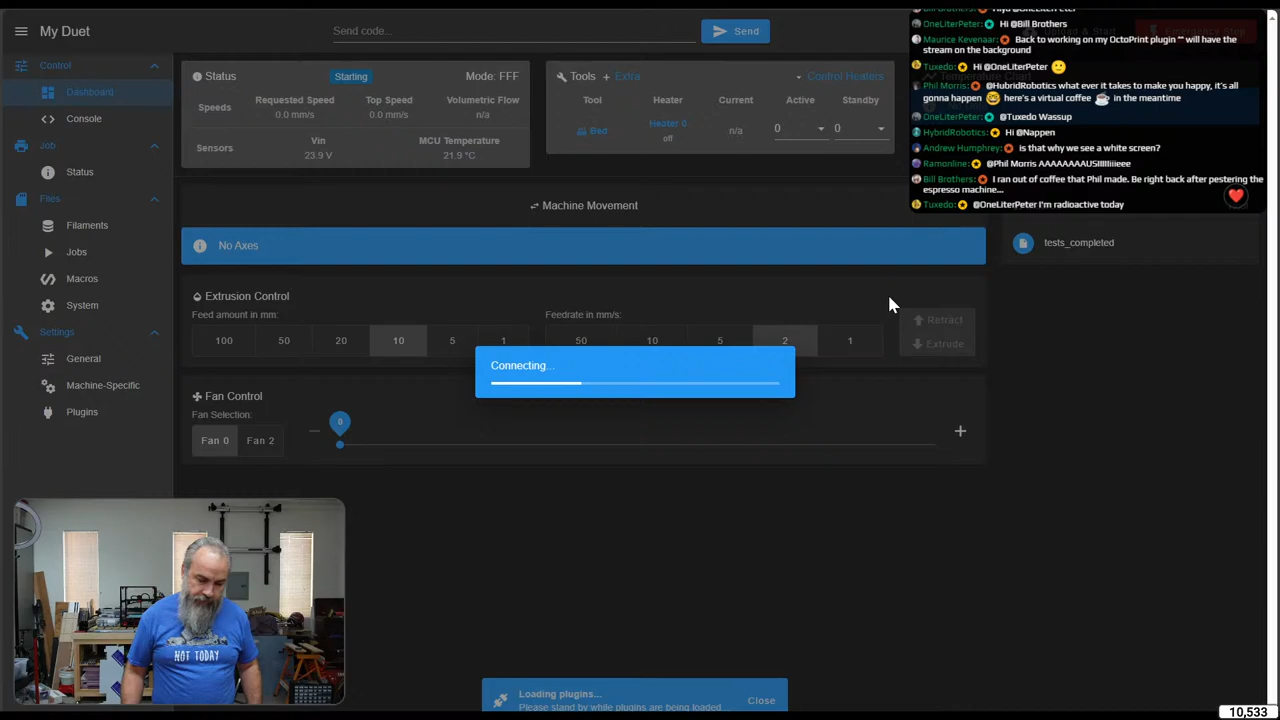 My Duet
Send code...
Send
Control
Dashboard
Console
Job
Status
Files
Filaments
Jobs
Macros
System
Settings
General
Machine-Specific
Plugins
Status
Starting
Mode: FFF
Speeds
Requested Speed
0.0 mm/s
Top Speed
0.0 mm/s
Volumetric Flow
n/a
Sensors
Vin
23.9 V
MCU Temperature
21.9 °C
Tools + Extra
Control Heaters
Tool
Heater
Current
Active
Standby
Bed
Heater 0
off
n/a
0
0
Machine Movement
No Axes
Extrusion Control
Feed amount in mm:
100
50
20
10
5
1
Feedrate in mm/s:
50
10
5
2
1
Retract
Extrude
Connecting...
Fan Control
Fan Selection:
Fan 0
Fan 2
0
Loading plugins...
Please stand by while plugins are being loaded
Close
OneLiterPeter: Hi @Bill Brothers
Maurice Kevenaar: Back to working on my OctoPrint plugin ^^ will have the
stream on the background
Tuxedo: Hi @OneLiterPeter 🙂
Phil Morris: @HubridRobotics what ever it takes to make you happy, it's all
gonna happen 🤓 here's a virtual coffee ☕ in the meantime
OneLiterPeter: @Tuxedo Wassup
HybridRobotics: Hi @Nappen
Andrew Humphrey: is that why we see a white screen?
Ramonline: @Phil Morris AAAAAAAUSIIIIIiiieee
Bill Brothers: I ran out of coffee that Phil made. Be right back after pestering the
espresso machine...
Tuxedo: @OneLiterPeter I'm radioactive today
tests_completed
NOT TODAY
10,533